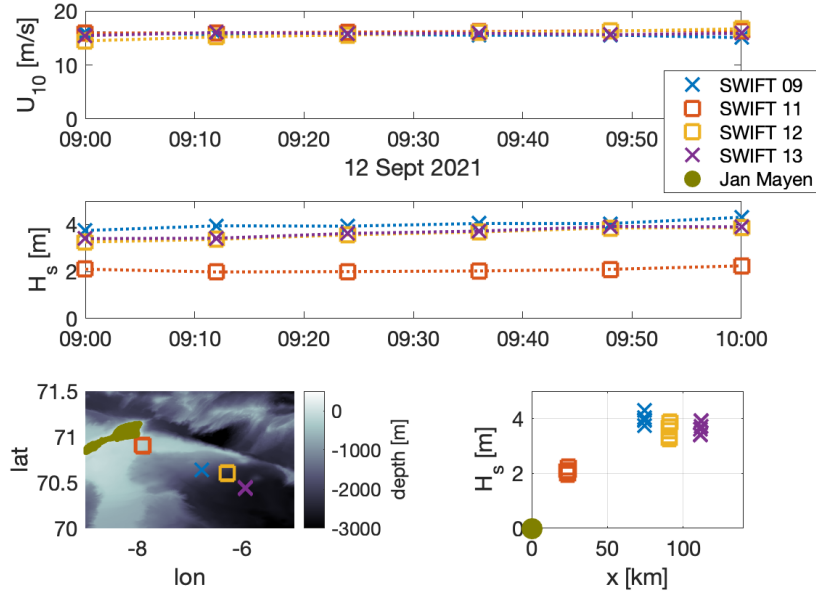 20
10
0
U10 [m/s]
09:00 09:10 09:20 09:30 09:40 09:50
12 Sept 2021
SWIFT 09
SWIFT 11
SWIFT 12
SWIFT 13
Jan Mayen
4
2
0
Hs [m]
09:00 09:10 09:20 09:30 09:40 09:50 10:00
71.5
71
70.5
70
lat
-8 -6
lon
0
-1000
-2000
-3000
depth [m]
4
2
0
Hs [m]
0 50 100
x [km]